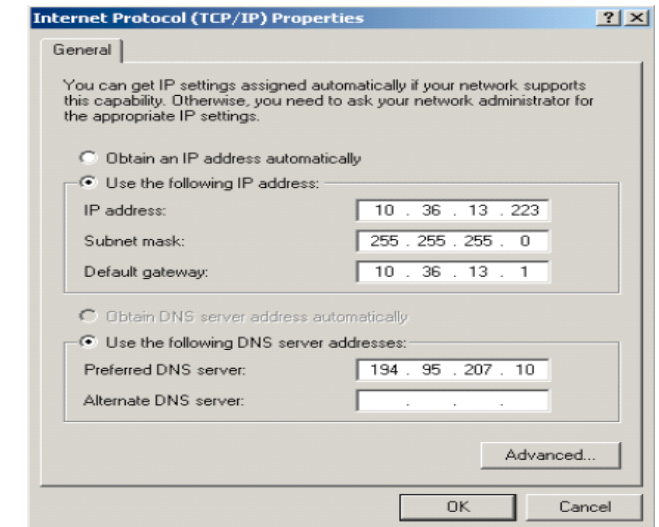 Internet Protocol (TCP/IP) Properties
General
You can get IP settings assigned automatically if your network supports
this capability. Otherwise, you need to ask your network administrator for
the appropriate IP settings.
Obtain an IP address automatically
Use the following IP address:
IP address: 10 . 36 . 13 . 223
Subnet mask: 255 . 255 . 255 . 0
Default gateway: 10 . 36 . 13 . 1
Obtain DNS server address automatically
Use the following DNS server addresses:
Preferred DNS server: 194 . 95 . 207 . 10
Alternate DNS server: . . .
Advanced...
OK Cancel